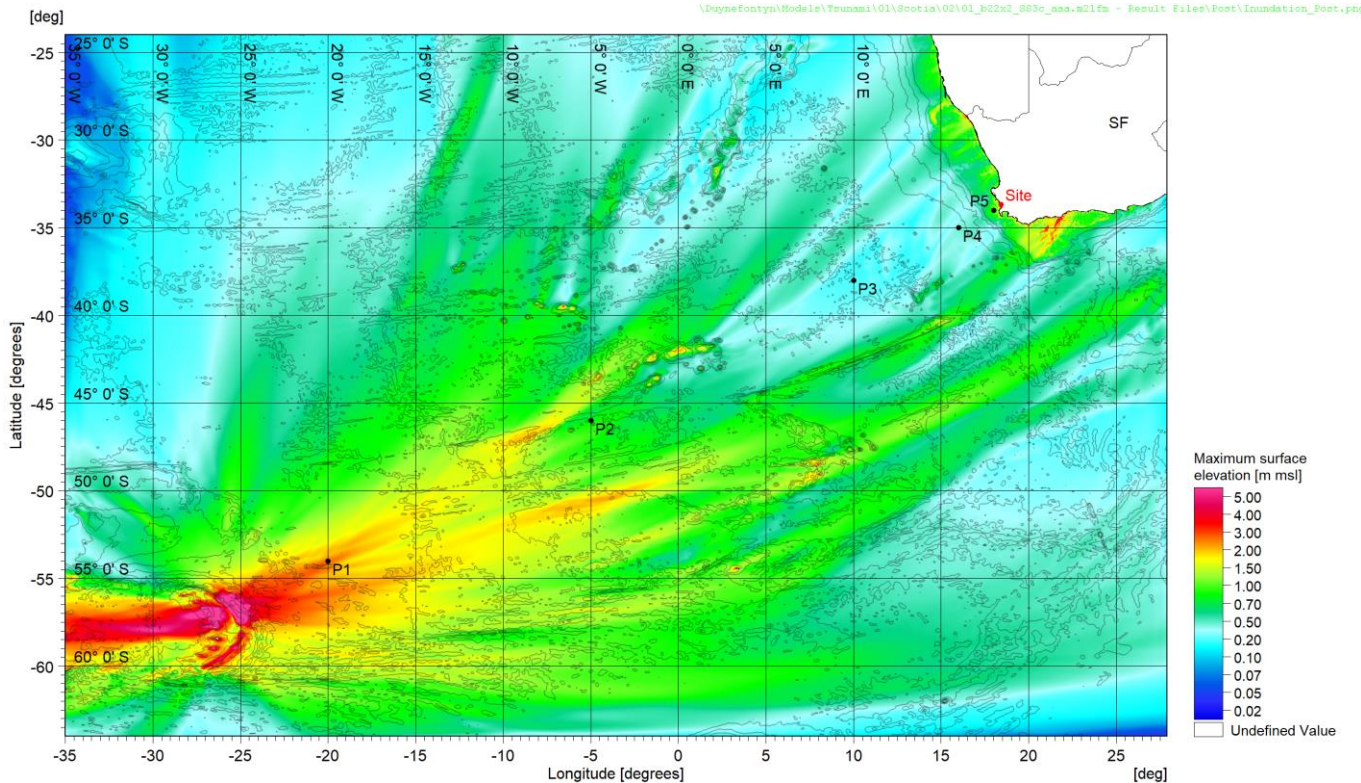 \Duynefontyn\Models\Tsunami\01\Scotia\02\01_b22x2_SS3c_aaa.m21fm - Result Files\Post\Inundation_Post.png
[deg]
25° 0' S
35° 0' W
30° 0' W
25° 0' W
20° 0' W
5° 0' W
0° 0' E
5° 0' E
10° 0' E
-25
-30
30° 0' S
SF
Site
P5
-35
35° 0' S
P4
P3
-40
40° 0' S
-45
45° 0' S
P2
-50
50° 0' S
-55
55° 0' S
P1
-60
60° 0' S
Latitude [degrees]
-35
-30
-25
-20
-15
-10
-5
0
5
10
15
20
25
Longitude [degrees]
[deg]
Maximum surface
elevation [m msl]
5.00
4.00
3.00
2.00
1.50
1.00
0.70
0.50
0.20
0.10
0.07
0.05
0.02
Undefined Value